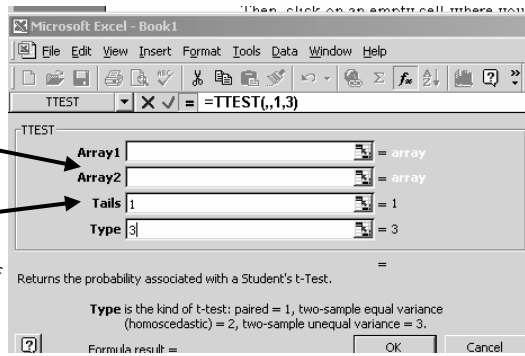 Then, click on an empty cell where you
Microsoft Excel - Book1
File Edit View Insert Format Tools Data Window Help
TTEST = =TTEST(,,1,3)
TTEST
Array1 = array
Array2 = array
Tails 1 = 1
Type 3 = 3
=
Returns the probability associated with a Student's t-Test.
Type is the kind of t-test: paired = 1, two-sample equal variance
(homoscedastic) = 2, two-sample unequal variance = 3.
Formula result = OK Cancel